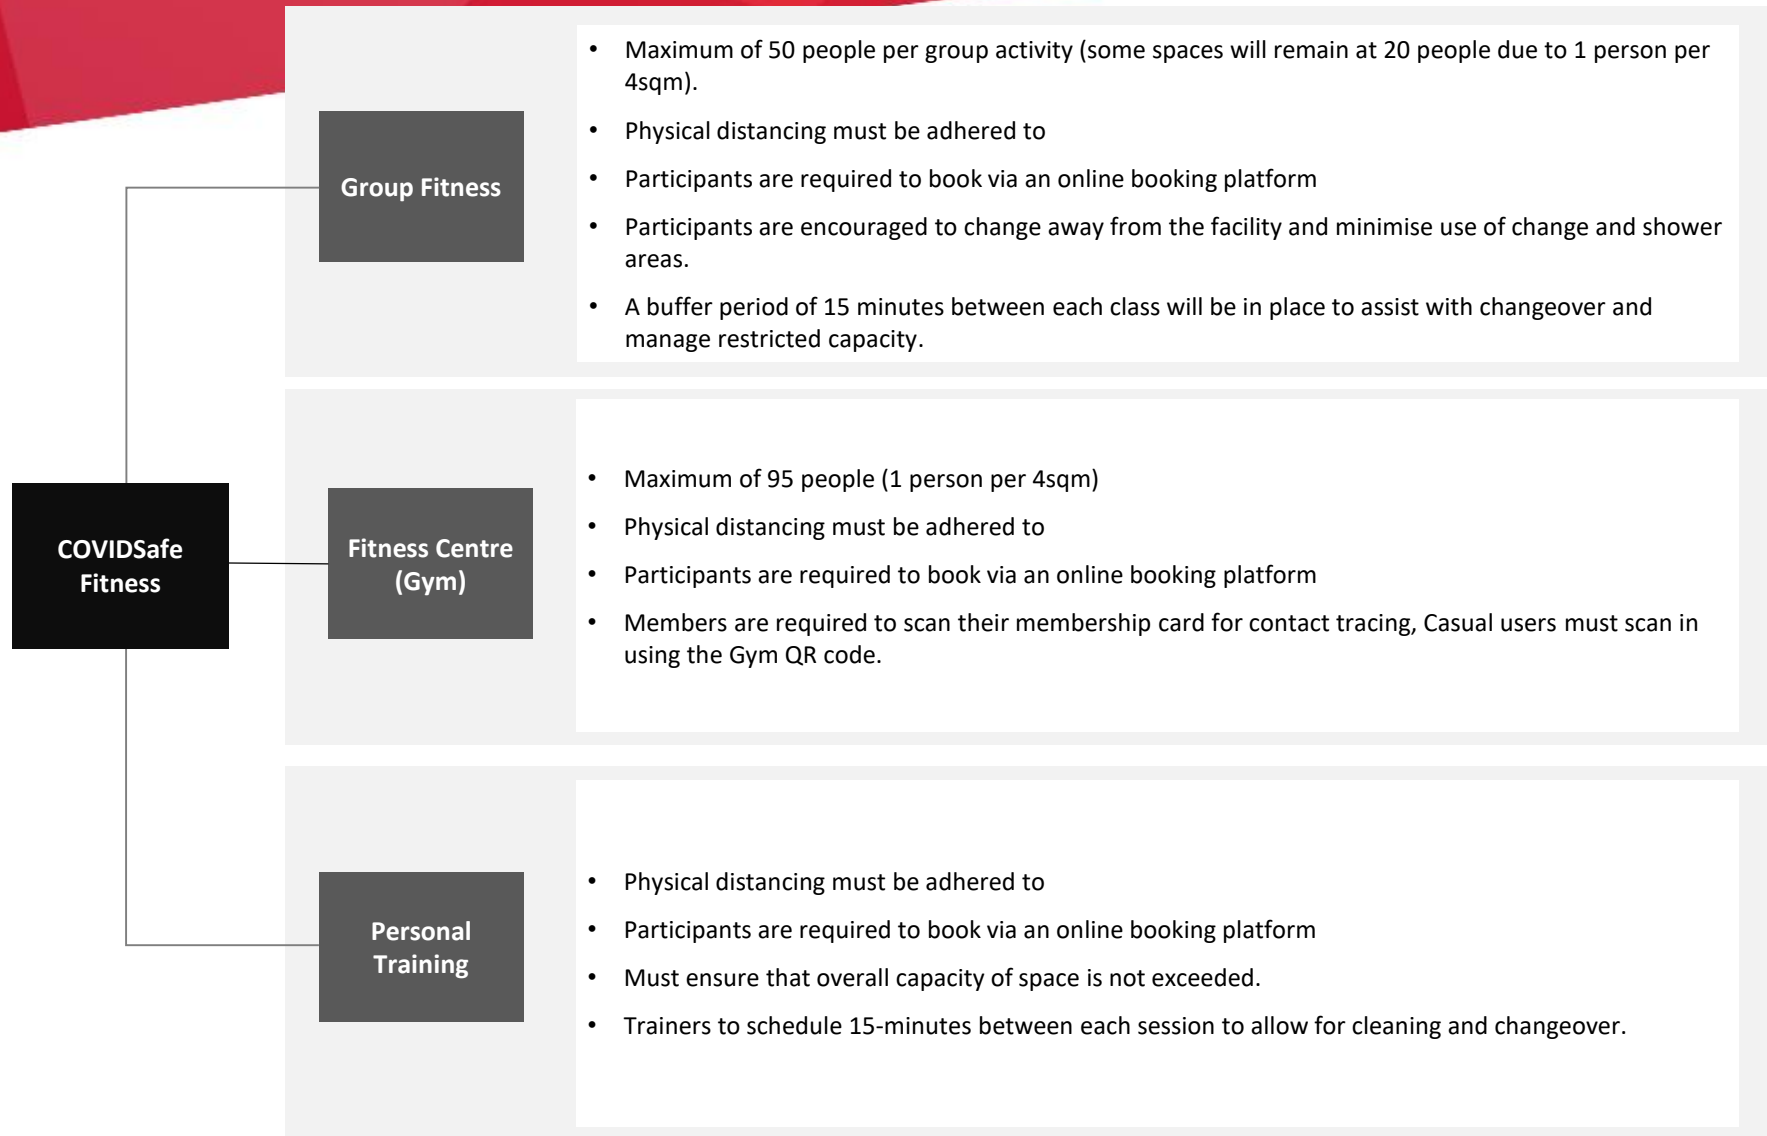 • Maximum of 50 people per group activity (some spaces will remain at 20 people due to 1 person per
4sqm).
• Physical distancing must be adhered to
• Participants are required to book via an online booking platform
• Participants are encouraged to change away from the facility and minimise use of change and shower
areas.
• A buffer period of 15 minutes between each class will be in place to assist with changeover and
manage restricted capacity.
Group Fitness
COVIDSafe
Fitness
Fitness Centre
(Gym)
• Maximum of 95 people (1 person per 4sqm)
• Physical distancing must be adhered to
• Participants are required to book via an online booking platform
• Members are required to scan their membership card for contact tracing, Casual users must scan in
using the Gym QR code.
Personal
Training
• Physical distancing must be adhered to
• Participants are required to book via an online booking platform
• Must ensure that overall capacity of space is not exceeded.
• Trainers to schedule 15-minutes between each session to allow for cleaning and changeover.